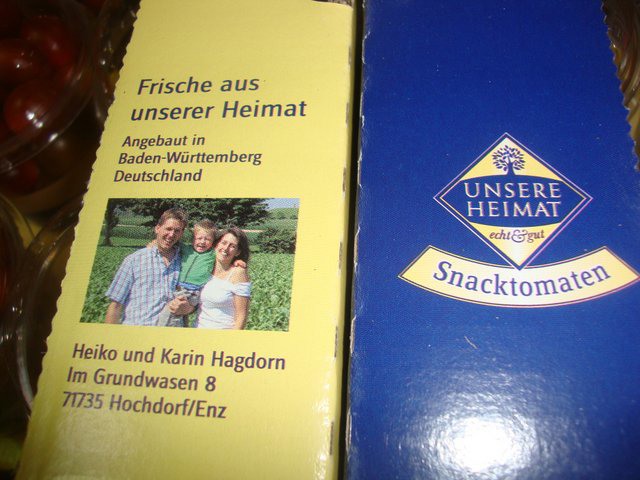 Frische aus
unserer Heimat
Angebaut in
Baden-Württemberg
Deutschland
Heiko und Karin Hagdorn
Im Grundwasen 8
71735 Hochdorf/Enz
UNSERE
HEIMAT
echt&gut
Snacktomaten